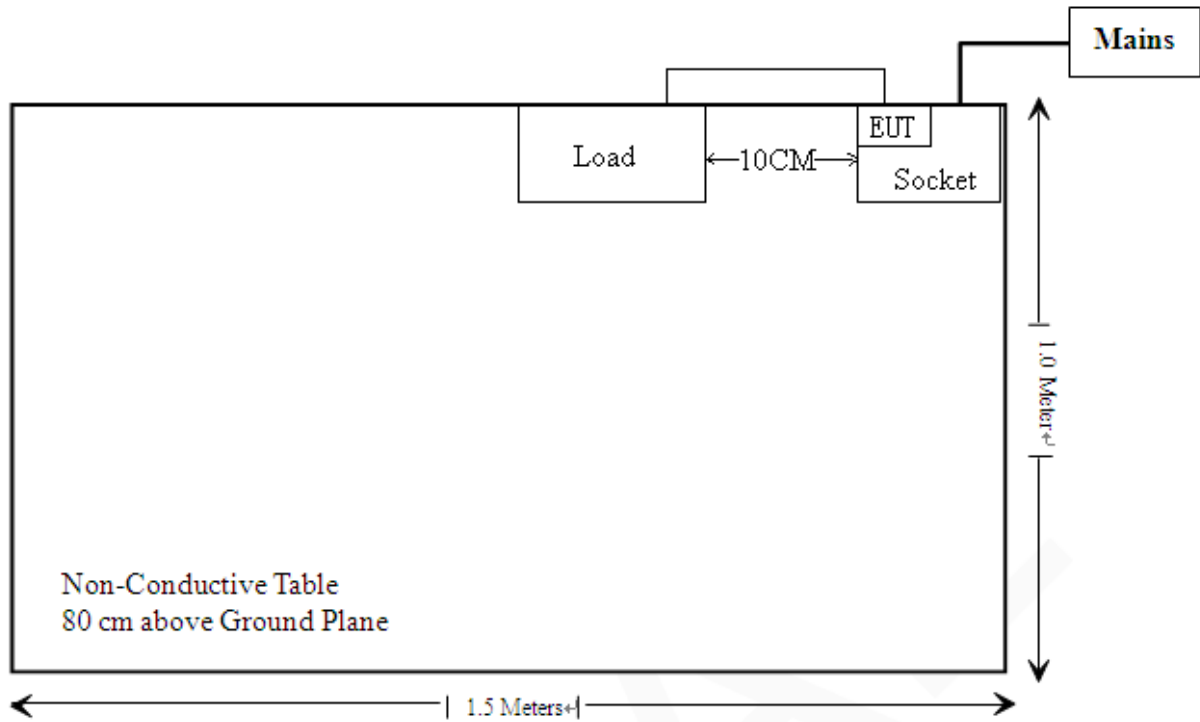 Mains
EUT
Load
10CM
Socket
1.0 Meter↵
Non-Conductive Table
80 cm above Ground Plane
1.5 Meters↵